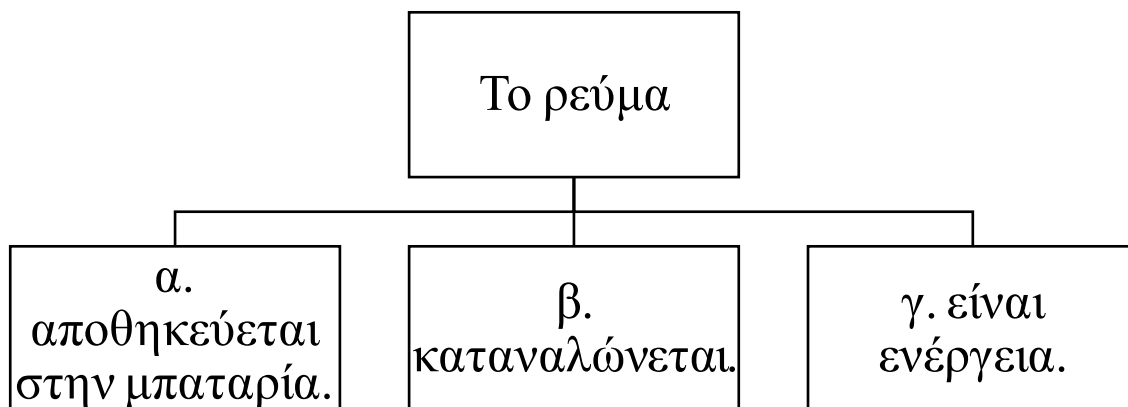 Το ρεύμα
α.
αποθηκεύεται
στην μπαταρία.
β.
καταναλώνεται.
γ. είναι
ενέργεια.